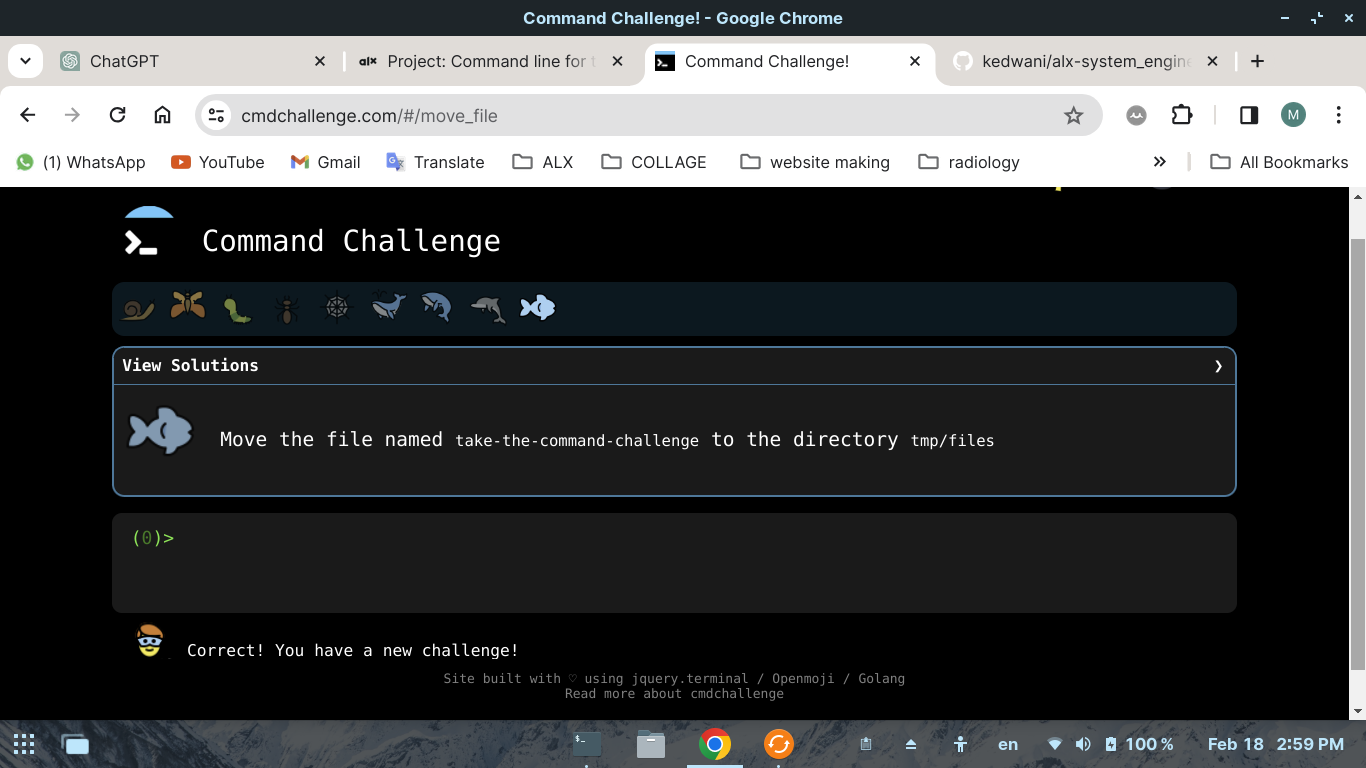 Command Challenge! - Google Chrome
ChatGPT
alx Project: Command line for t
Command Challenge!
kedwani/alx-system_engine
cmdchallenge.com/#/move_file
M
(1) WhatsApp
YouTube
Gmail
Translate
ALX
COLLAGE
website making
radiology
All Bookmarks
Command Challenge
View Solutions
Move the file named take-the-command-challenge to the directory tmp/files
(0)>
Correct! You have a new challenge!
Site built with ♡ using jquery.terminal / Openmoji / Golang
Read more about cmdchallenge
en
100 %
Feb 18 2:59 PM